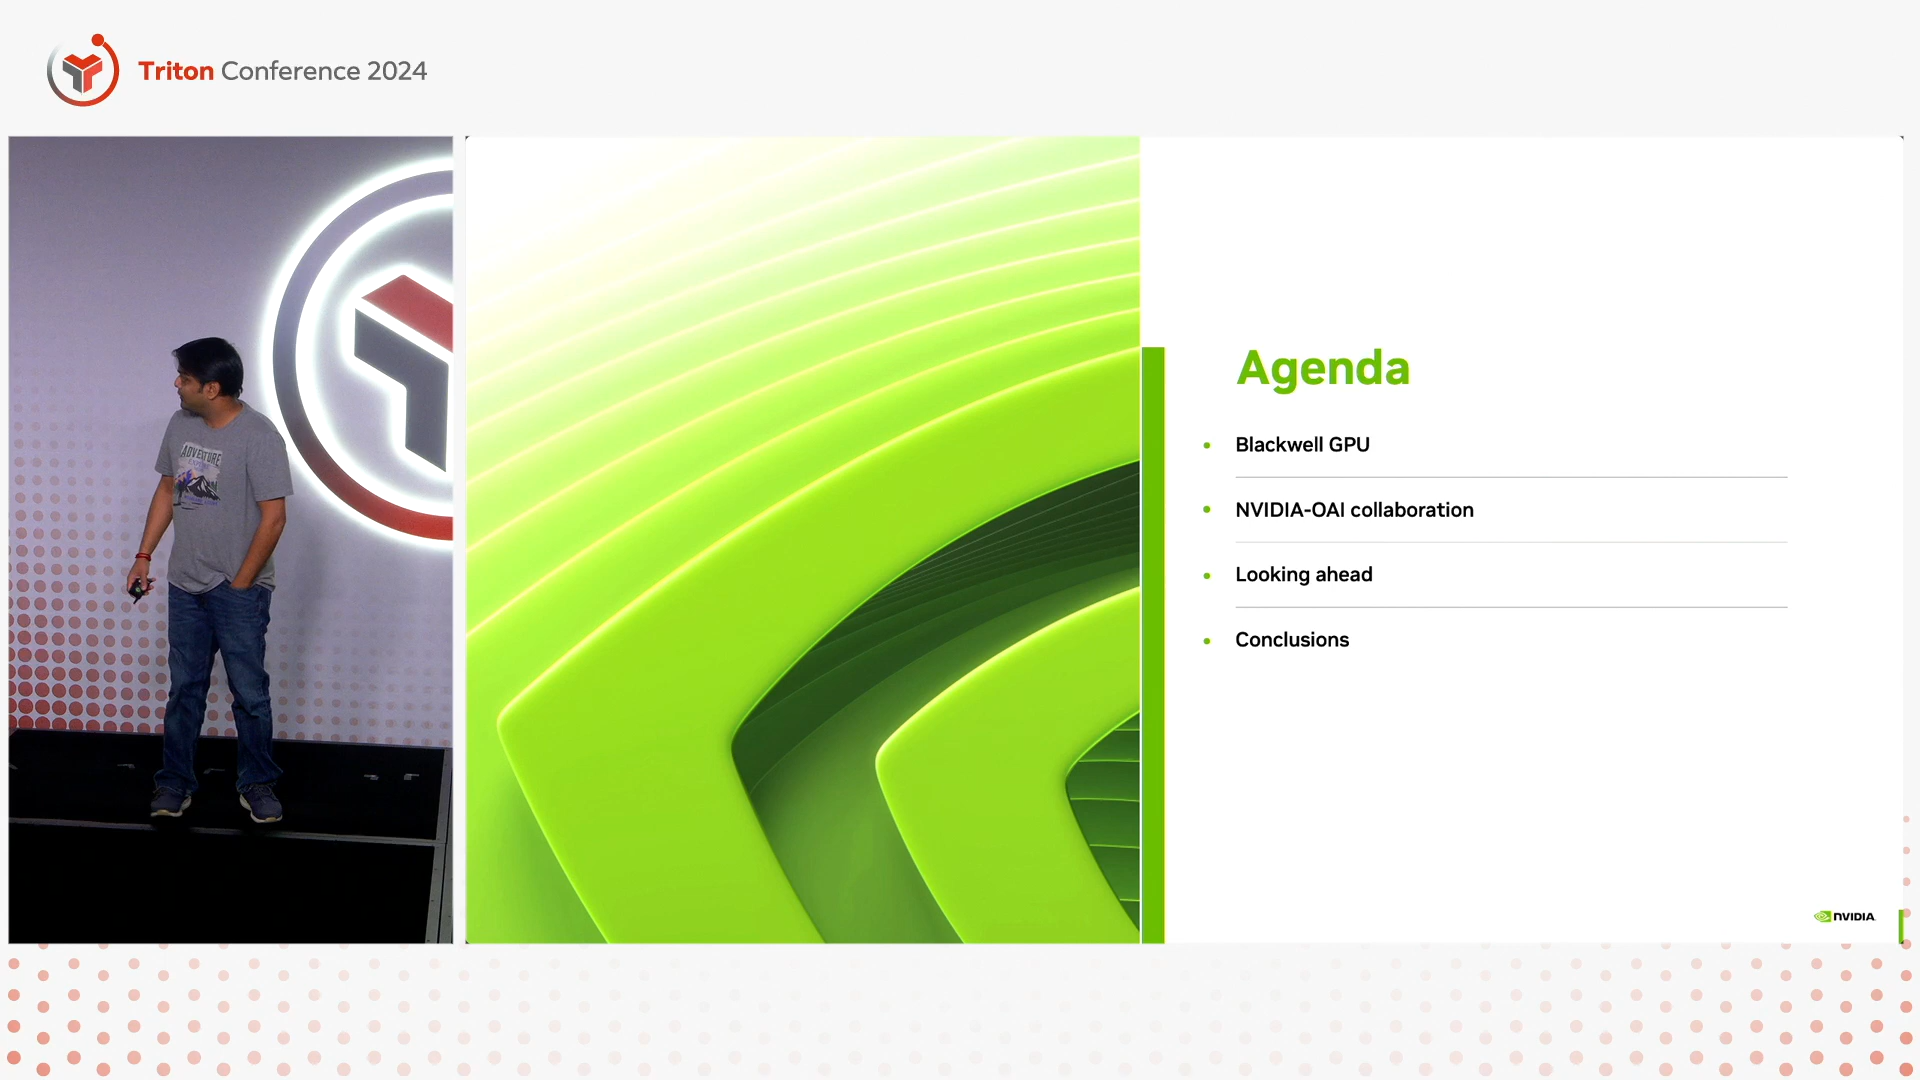 Triton Conference 2024
ADVENTURE
Agenda
Blackwell GPU
NVIDIA-OAI collaboration
Looking ahead
Conclusions
NVIDIA